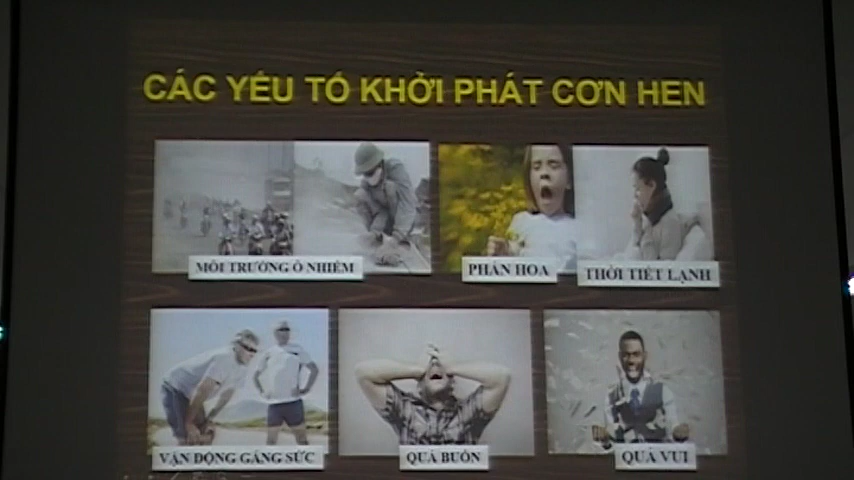 CÁC YẾU TỐ KHỞI PHÁT CƠN HEN
MÔI TRƯỜNG Ô NHIỄM
PHẤN HOA
THỜI TIẾT LẠNH
VẬN ĐỘNG GẮNG SỨC
QUÁ BUỒN
QUÁ VUI